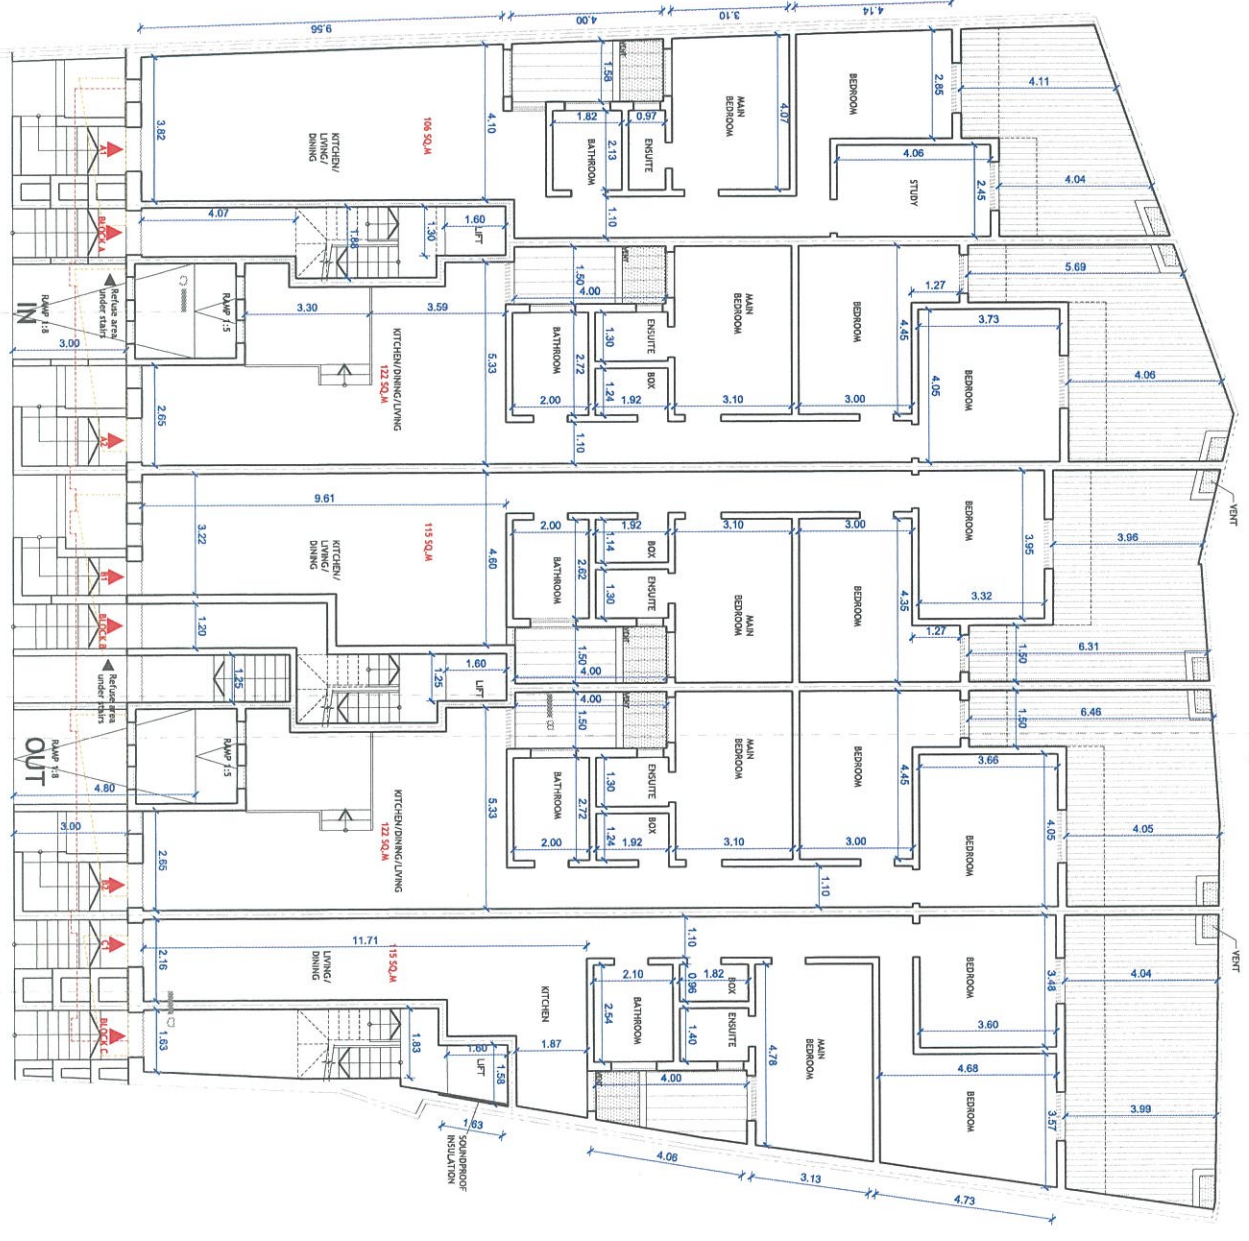 9.56
4.00
3.10
4.14
3.82
4.10
106 SQ.M
KITCHEN/
LIVING/
DINING
1.58
VENT
1.82
0.97
2.13
BATHROOM
ENSUITE
1.10
MAIN
BEDROOM
4.07
BEDROOM
2.85
4.06
STUDY
2.45
4.11
4.04
A1
BLOCK A
4.07
1.30
1.60
LIFT
Refuse area
under stairs
IN
RAMP 1:8
3.00
RAMP 1:5
3.30
3.59
KITCHEN/DINING/LIVING
122 SQ.M
5.33
2.65
A2
1.50
VENT
4.00
BATHROOM
2.72
2.00
1.30
ENSUITE
BOX
1.24
1.92
1.10
MAIN
BEDROOM
3.10
BEDROOM
3.00
4.45
1.27
3.73
4.05
BEDROOM
5.69
4.06
9.61
3.22
115 SQ.M
4.60
KITCHEN/
LIVING/
DINING
B1
BLOCK B
1.20
2.00
2.62
BATHROOM
1.92
1.14
BOX
1.30
ENSUITE
1.50
VENT
4.00
3.10
MAIN
BEDROOM
3.00
BEDROOM
4.35
BEDROOM
3.95
3.32
1.27
1.50
3.96
6.31
VENT
1.25
1.25
1.60
LIFT
Refuse area
under stairs
OUT
RAMP 1:8
4.80
3.00
RAMP 1:5
KITCHEN/DINING/LIVING
122 SQ.M
5.33
2.65
B2
4.00
1.50
VENT
BATHROOM
2.72
2.00
1.30
ENSUITE
BOX
1.24
1.92
MAIN
BEDROOM
3.10
BEDROOM
3.00
4.45
1.10
1.50
3.66
4.05
BEDROOM
6.46
4.05
C1
2.16
11.71
115 SQ.M
LIVING/
DINING
KITCHEN
1.87
BLOCK C
1.63
1.83
1.60
LIFT
1.58
1.63
SOUNDPROOF
INSULATION
1.10
2.10
BATHROOM
2.54
1.82
0.96
BOX
1.40
ENSUITE
VENT
4.00
4.78
MAIN
BEDROOM
BEDROOM
3.48
3.60
4.68
BEDROOM
3.57
4.04
3.99
VENT
4.06
3.13
4.73